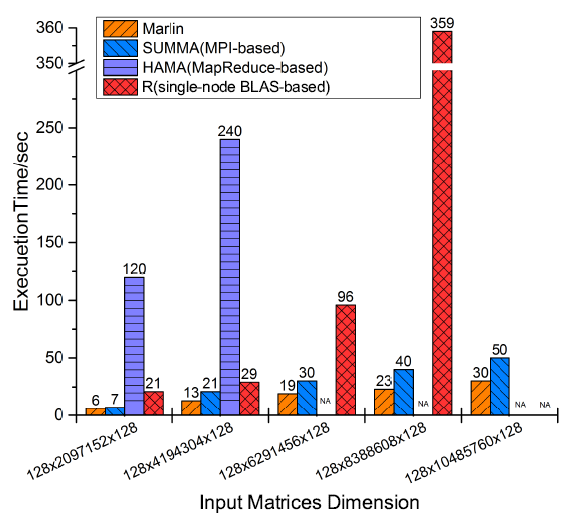 Marlin
SUMMA(MPI-based)
HAMA(MapReduce-based)
R(single-node BLAS-based)
ExecuetionTime/sec
360
350
250
200
150
100
50
0
6 7 120 21
13 21 240 29
19 30 NA 96
23 40 NA 359
30 50 NA NA
128x2097152x128
128x4194304x128
128x6291456x128
128x8388608x128
128x10485760x128
Input Matrices Dimension